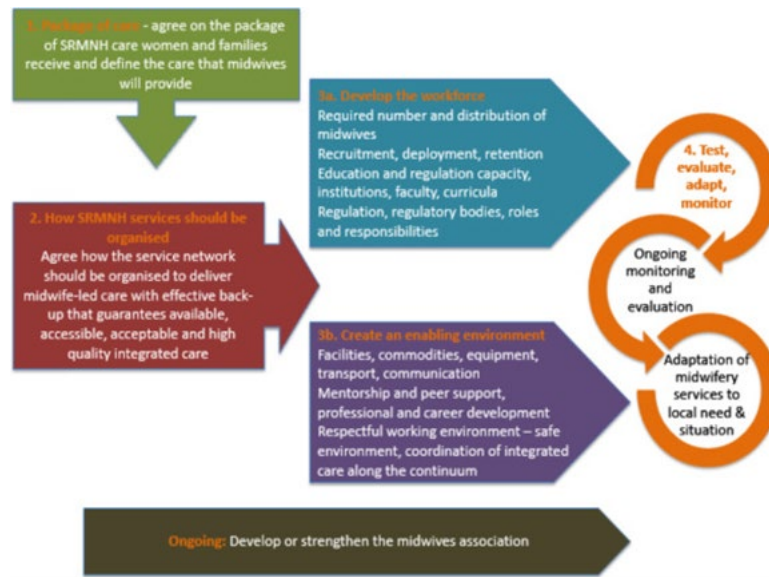 1. Package of care - agree on the package
of SRMNH care women and families
receive and define the care that midwives
will provide
2. How SRMNH services should be
organised
Agree how the service network
should be organised to deliver
midwife-led care with effective back-
up that guarantees available,
accessible, acceptable and high
quality integrated care
3a. Develop the workforce
Required number and distribution of
midwives
Recruitment, deployment, retention
Education and regulation capacity,
institutions, faculty, curricula
Regulation, regulatory bodies, roles
and responsibilities
3b. Create an enabling environment
Facilities, commodities, equipment,
transport, communication
Mentorship and peer support,
professional and career development
Respectful working environment – safe
environment, coordination of integrated
care along the continuum
4. Test,
evaluate,
adapt,
monitor
Ongoing
monitoring
and
evaluation
Adaptation of
midwifery
services to
local need &
situation
Ongoing: Develop or strengthen the midwives association